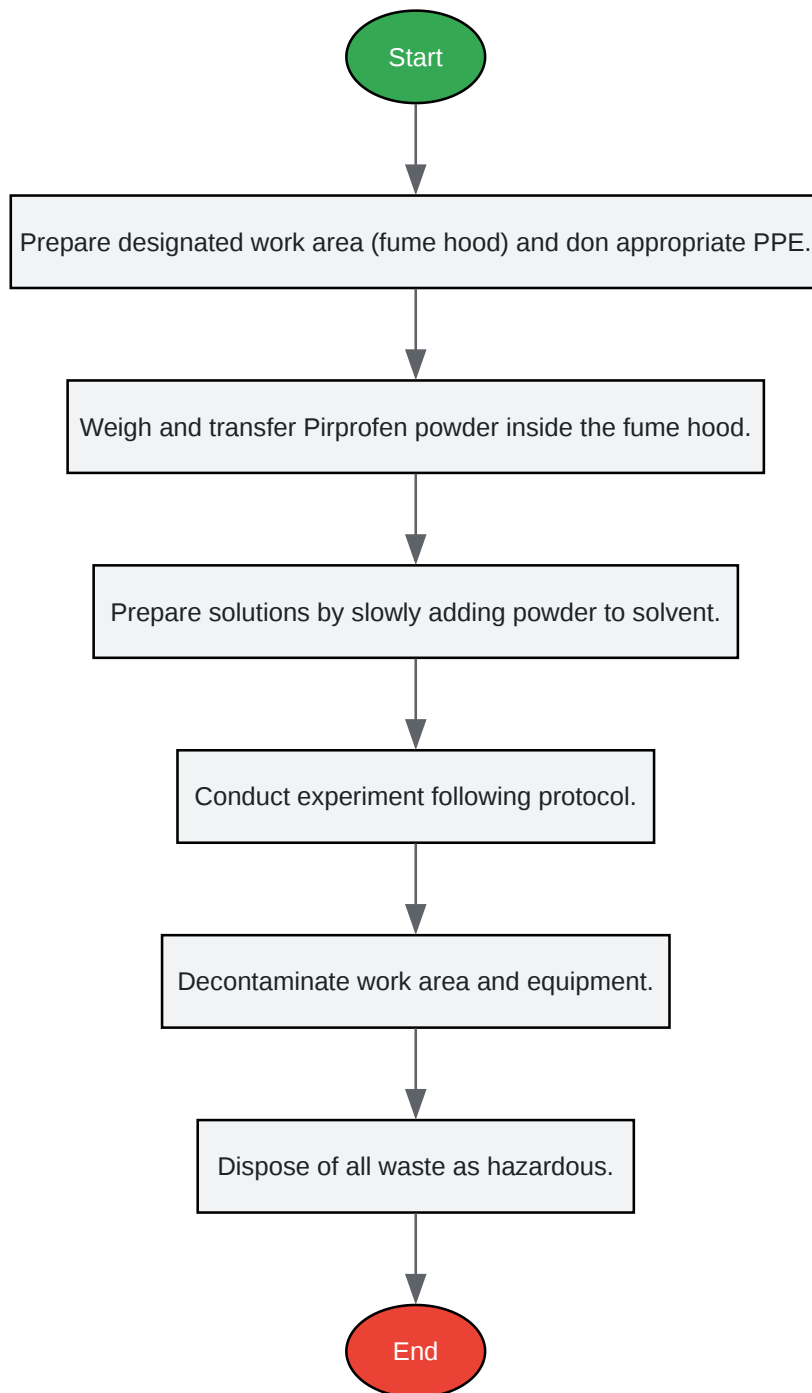 Start
Prepare designated work area (fume hood) and don appropriate PPE.
Weigh and transfer Pirprofen powder inside the fume hood.
Prepare solutions by slowly adding powder to solvent.
Conduct experiment following protocol.
Decontaminate work area and equipment.
Dispose of all waste as hazardous.
End